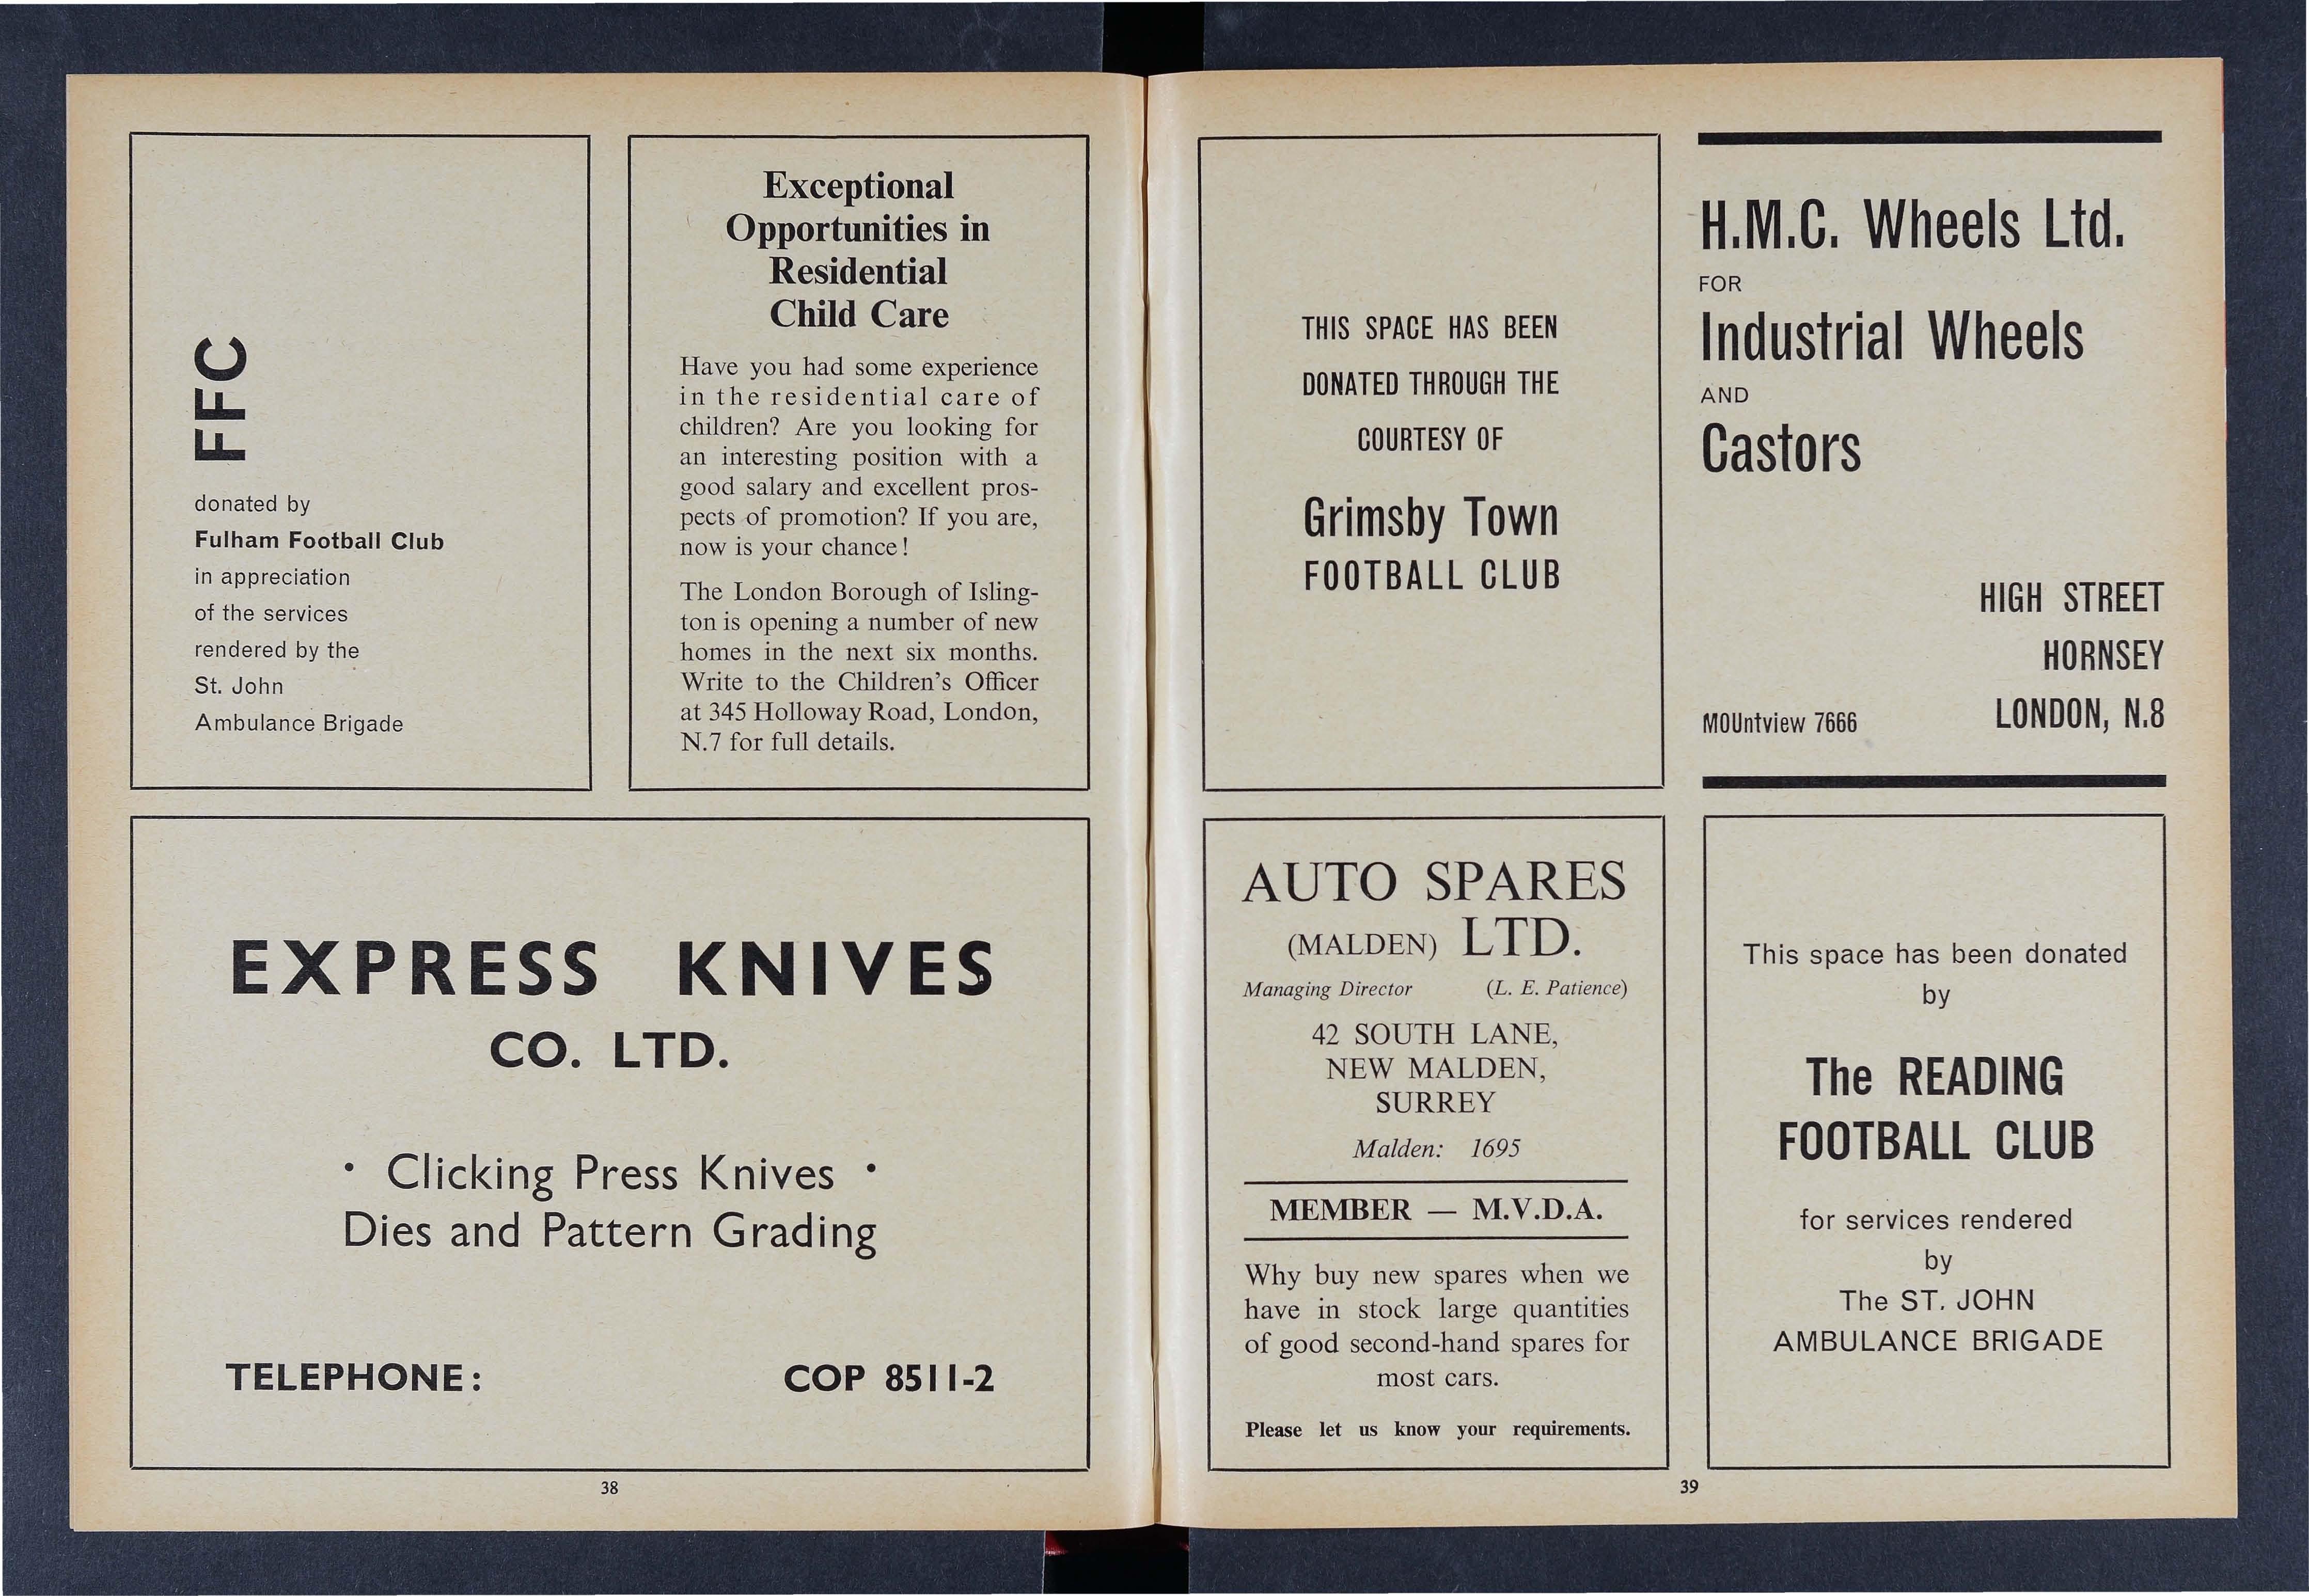 FFC
donated by
Fulham Football Club
in appreciation
of the services
rendered by the
St. John
Ambulance Brigade
Exceptional
Opportunities in
Residential
Child Care
Have you had some experience
in the residential care of
children? Are you looking for
an interesting position with a
good salary and excellent pros-
pects of promotion? If you are,
now is your chance!
The London Borough of Isling-
ton is opening a number of new
homes in the next six months.
Write to the Children's Officer
at 345 Holloway Road, London,
N.7 for full details.
EXPRESS KNIVES
CO. LTD.
• Clicking Press Knives •
Dies and Pattern Grading
TELEPHONE: COP 8511-2
38
THIS SPACE HAS BEEN
DONATED THROUGH THE
COURTESY OF
Grimsby Town
FOOTBALL CLUB
H.M.C. Wheels Ltd.
FOR
Industrial Wheels
AND
Castors
HIGH STREET
HORNSEY
MOUntview 7666 LONDON, N.8
AUTO SPARES
(MALDEN) LTD.
Managing Director (L. E. Patience)
42 SOUTH LANE,
NEW MALDEN,
SURREY
Malden: 1695
MEMBER — M.V.D.A.
Why buy new spares when we
have in stock large quantities
of good second-hand spares for
most cars.
Please let us know your requirements.
This space has been donated
by
The READING
FOOTBALL CLUB
for services rendered
by
The ST. JOHN
AMBULANCE BRIGADE
39